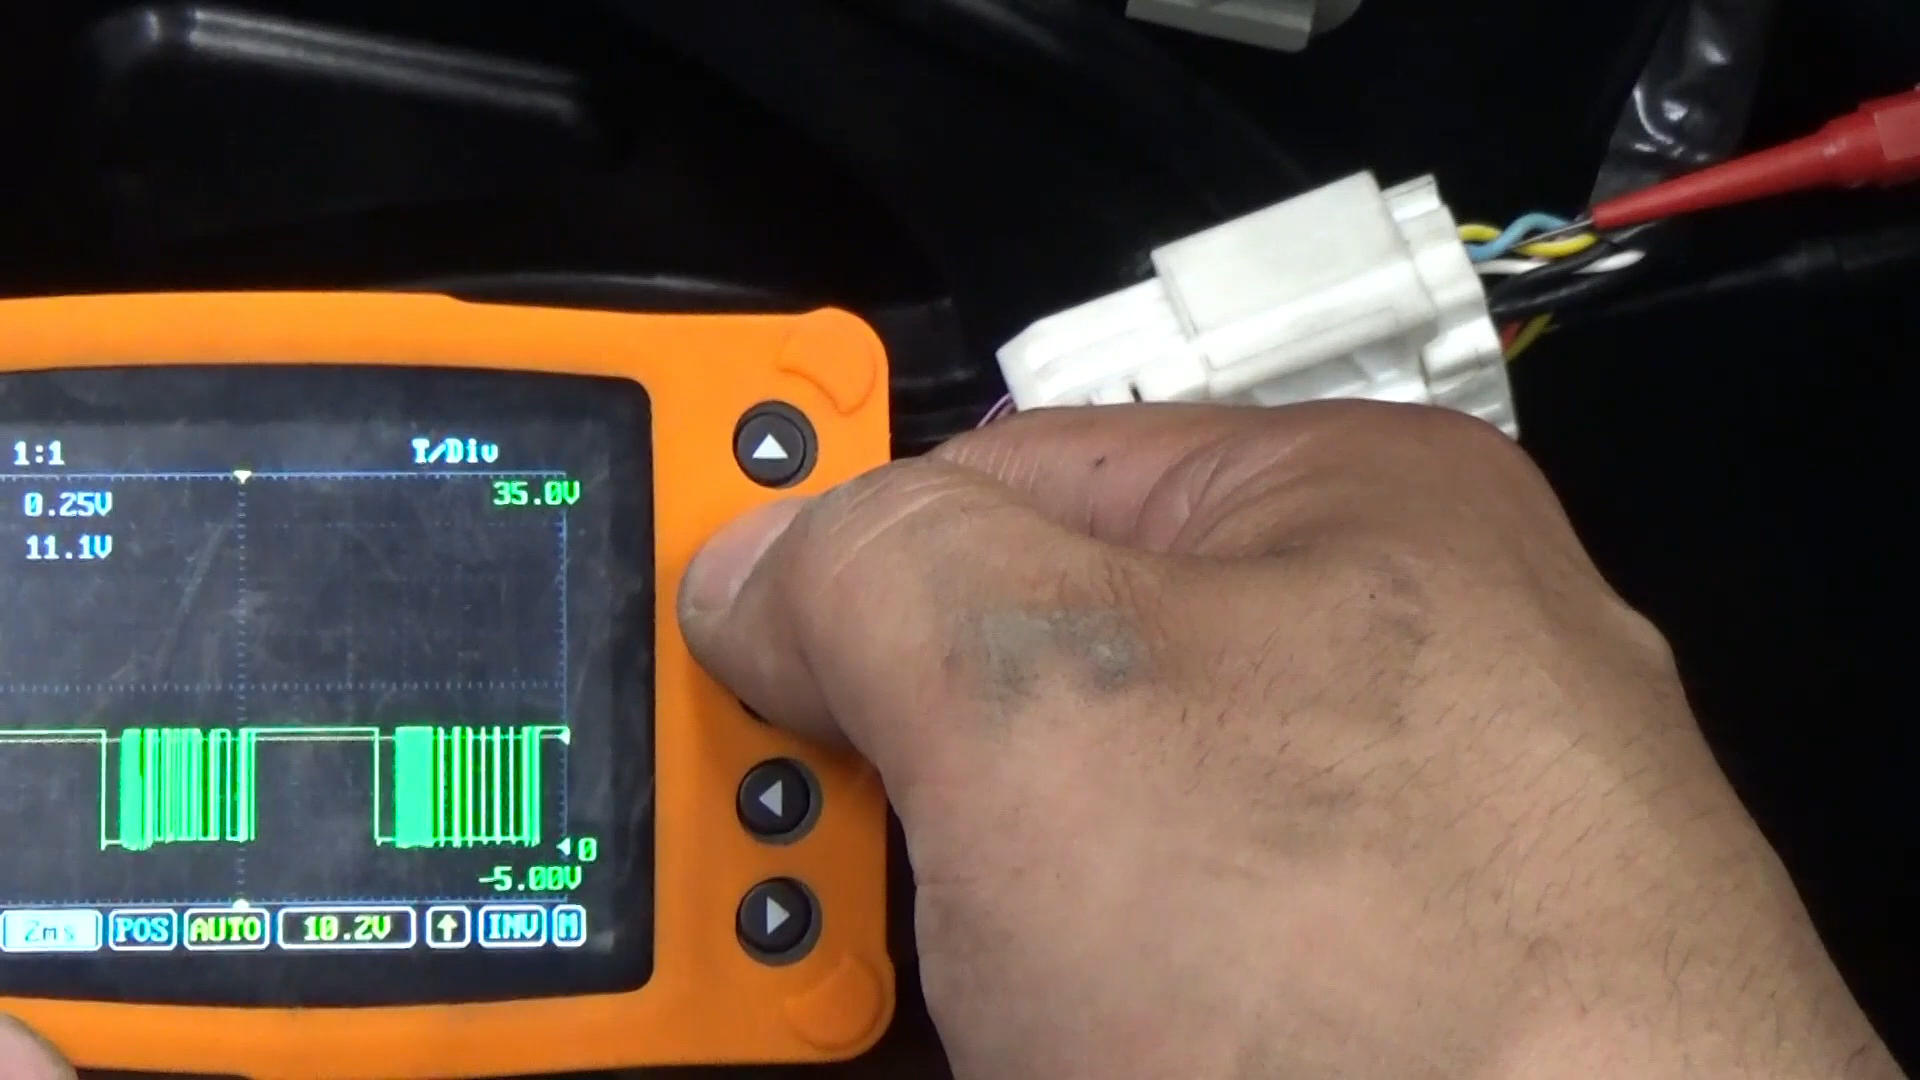 1:1 T/Div
0.25V 35.0V
11.1V
0
-5.00V
2ms POS AUTO 10.2V ↑ INV M